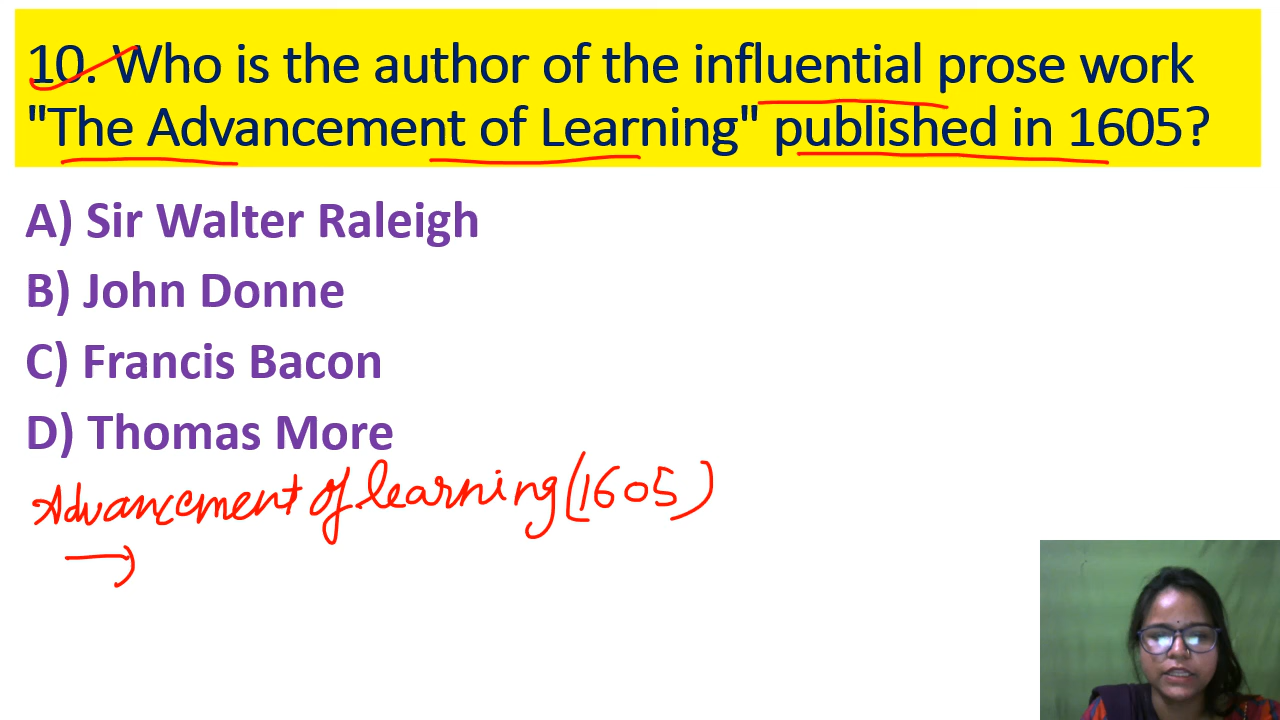 10. Who is the author of the influential prose work
"The Advancement of Learning" published in 1605?
A) Sir Walter Raleigh
B) John Donne
C) Francis Bacon
D) Thomas More
Advancement of learning (1605)